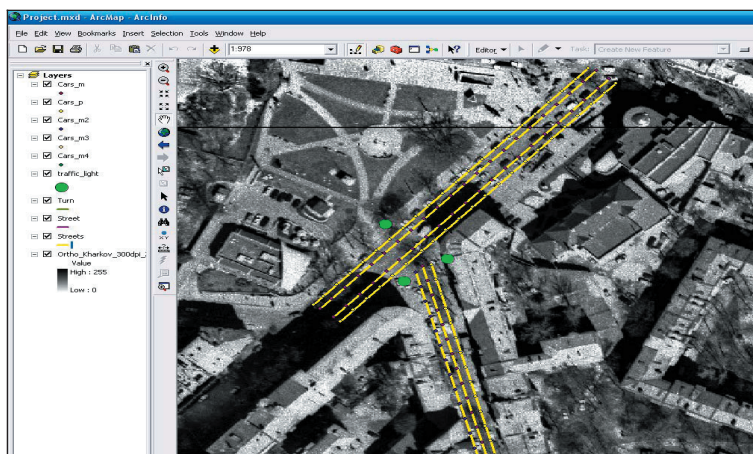 Project.mxd - ArcMap - ArcInfo
File Edit View Bookmarks Insert Selection Tools Window Help
1:978
Editor
Task: Create New Feature
Layers
Cars_m
Cars_p
Cars_m2
Cars_m3
Cars_m4
traffic_light
Turn
Street
Streets
Ortho_Kharkov_300dpi_
Value
High : 255
Low : 0